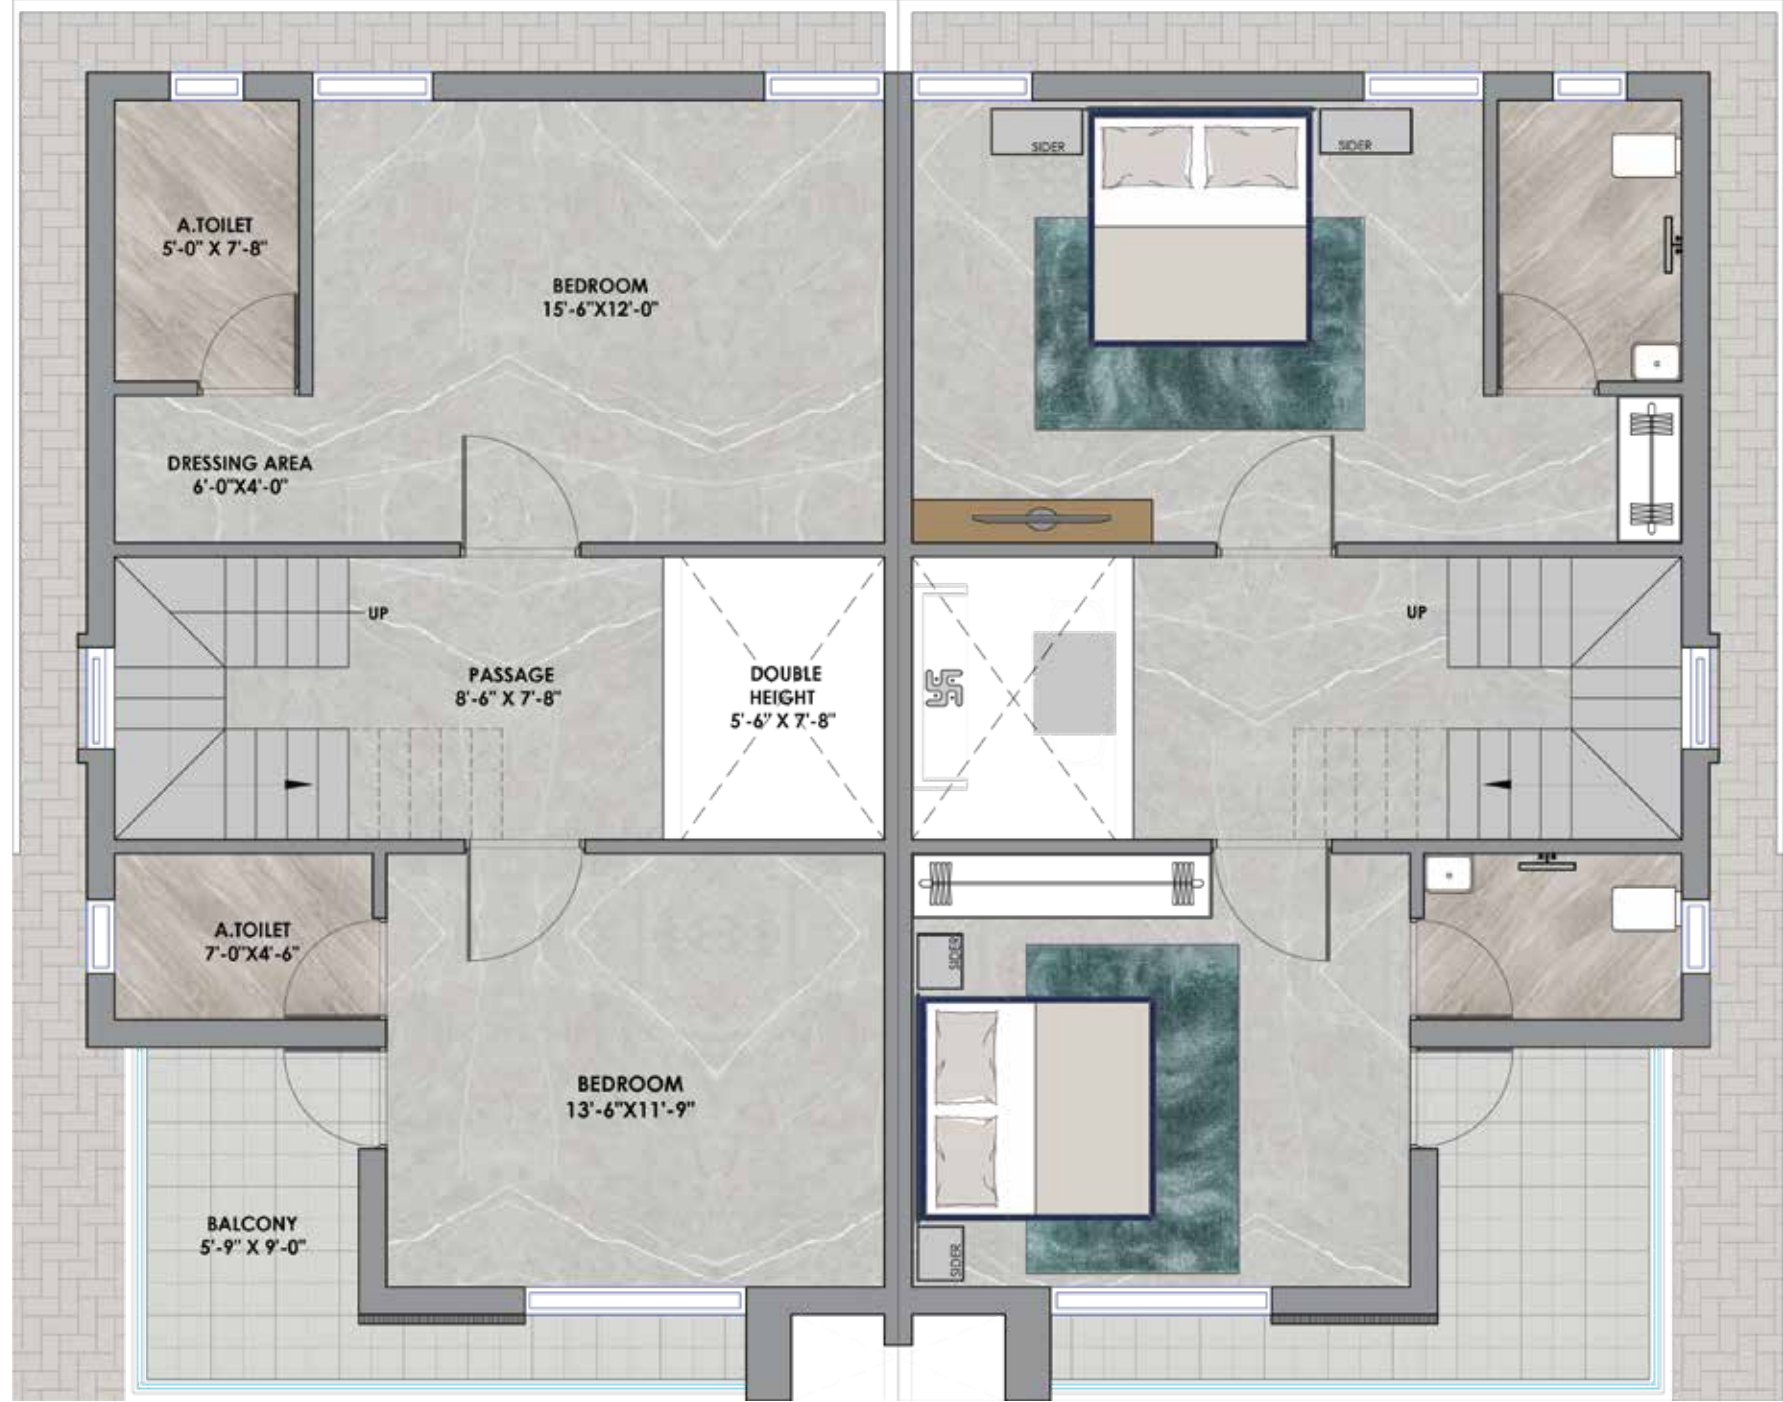 A.TOILET
5'-0" X 7'-8"
BEDROOM
15'-6"X12'-0"
DRESSING AREA
6'-0"X4'-0"
SIDER
SIDER
UP
PASSAGE
8'-6" X 7'-8"
DOUBLE
HEIGHT
5'-6" X 7'-8"
UP
A.TOILET
7'-0"X4'-6"
BEDROOM
13'-6"X11'-9"
BALCONY
5'-9" X 9'-0"
SIDER
SIDER